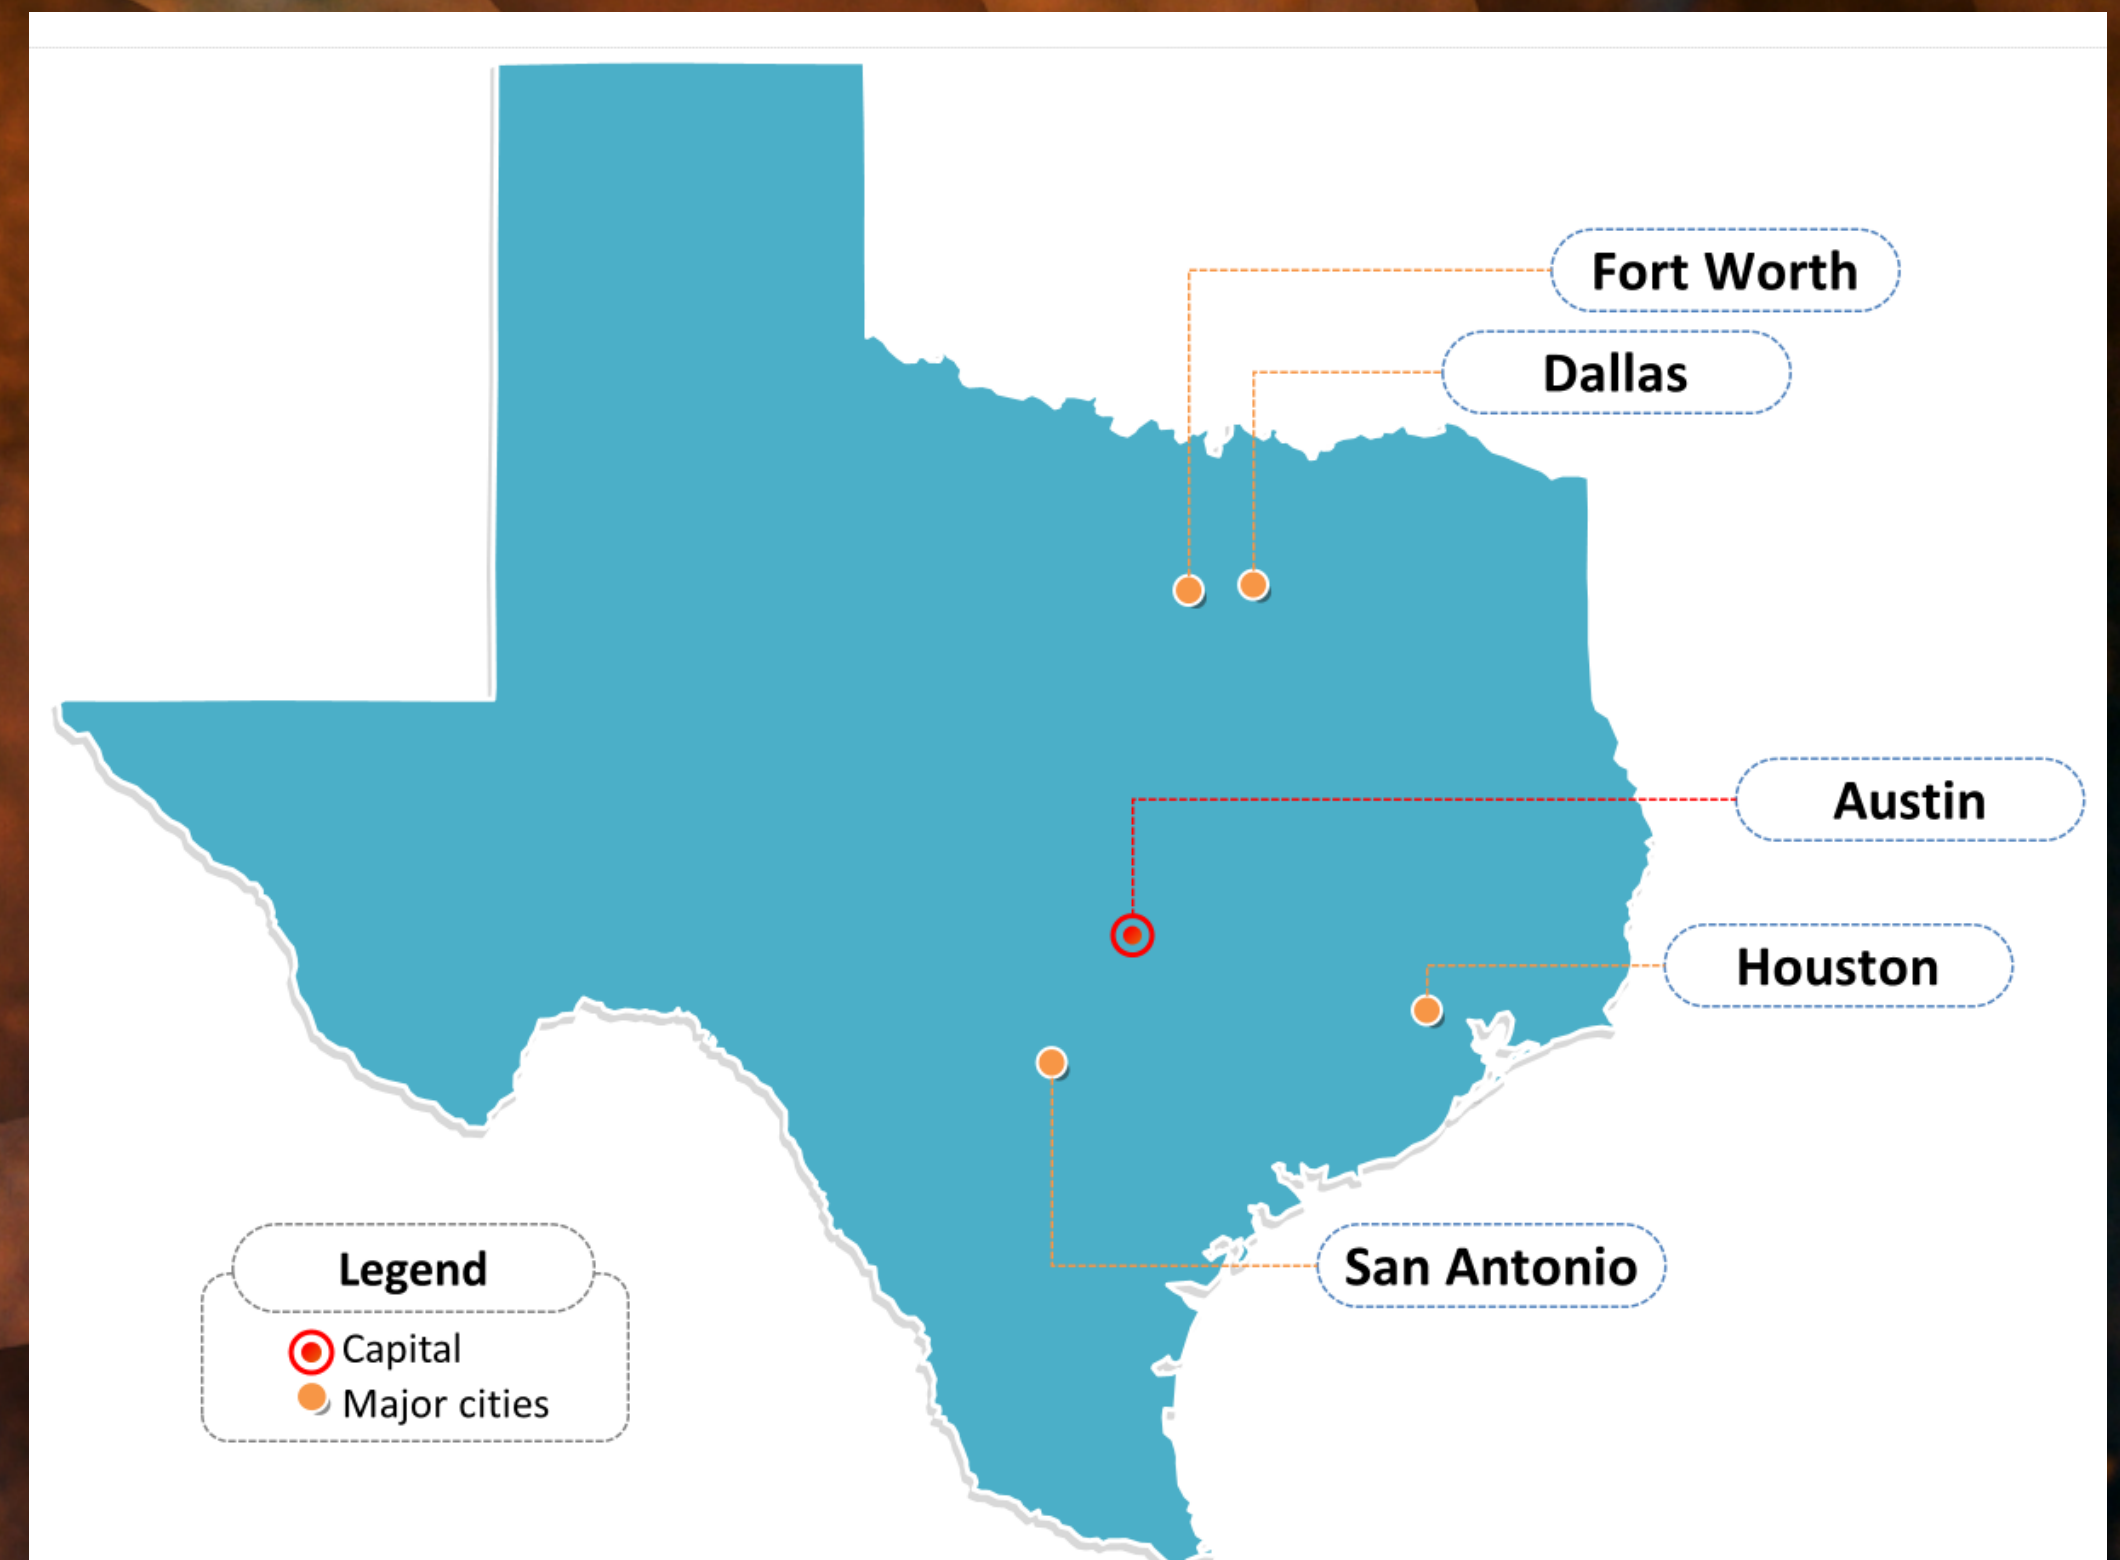 Fort Worth
Dallas
Austin
Houston
San Antonio
Legend
Capital
Major cities